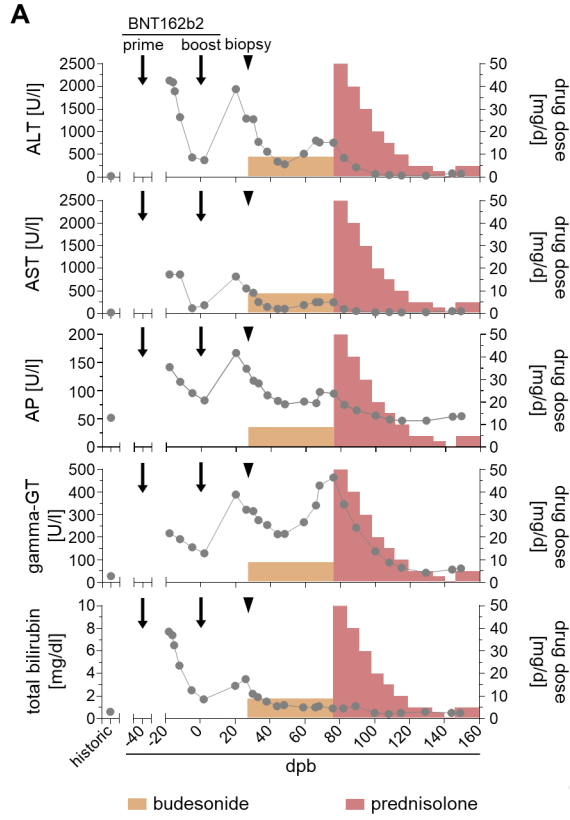 A
BNT162b2
prime boost biopsy
2500 50
2000 40
1500 30
1000 20
500 10
0 0
ALT [U/l]
drug dose
[mg/d]
2500 50
2000 40
1500 30
1000 20
500 10
0 0
AST [U/l]
drug dose
[mg/d]
200 50
150 40
100 30
50 20
0 10
0
AP [U/l]
drug dose
[mg/d]
500 50
400 40
300 30
200 20
100 10
0 0
gamma-GT
[U/l]
drug dose
[mg/d]
10 50
8 40
6 30
4 20
2 10
0 0
total bilirubin
[mg/dl]
drug dose
[mg/d]
historic -40 -20 0 20 40 60 80 100 120 140 160
dpb
budesonide prednisolone